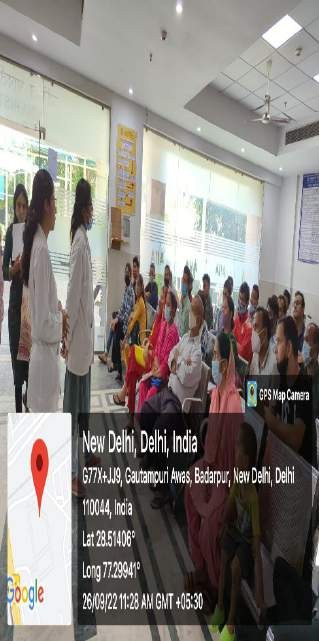 GPS Map Camera
New Delhi, Delhi, India
G77X+JJ9, Gautampuri Awas, Badarpur, New Delhi, Delhi
110044, India
Lat 28.51406°
Long 77.29941°
26/09/22 11:28 AM GMT +05:30
Google